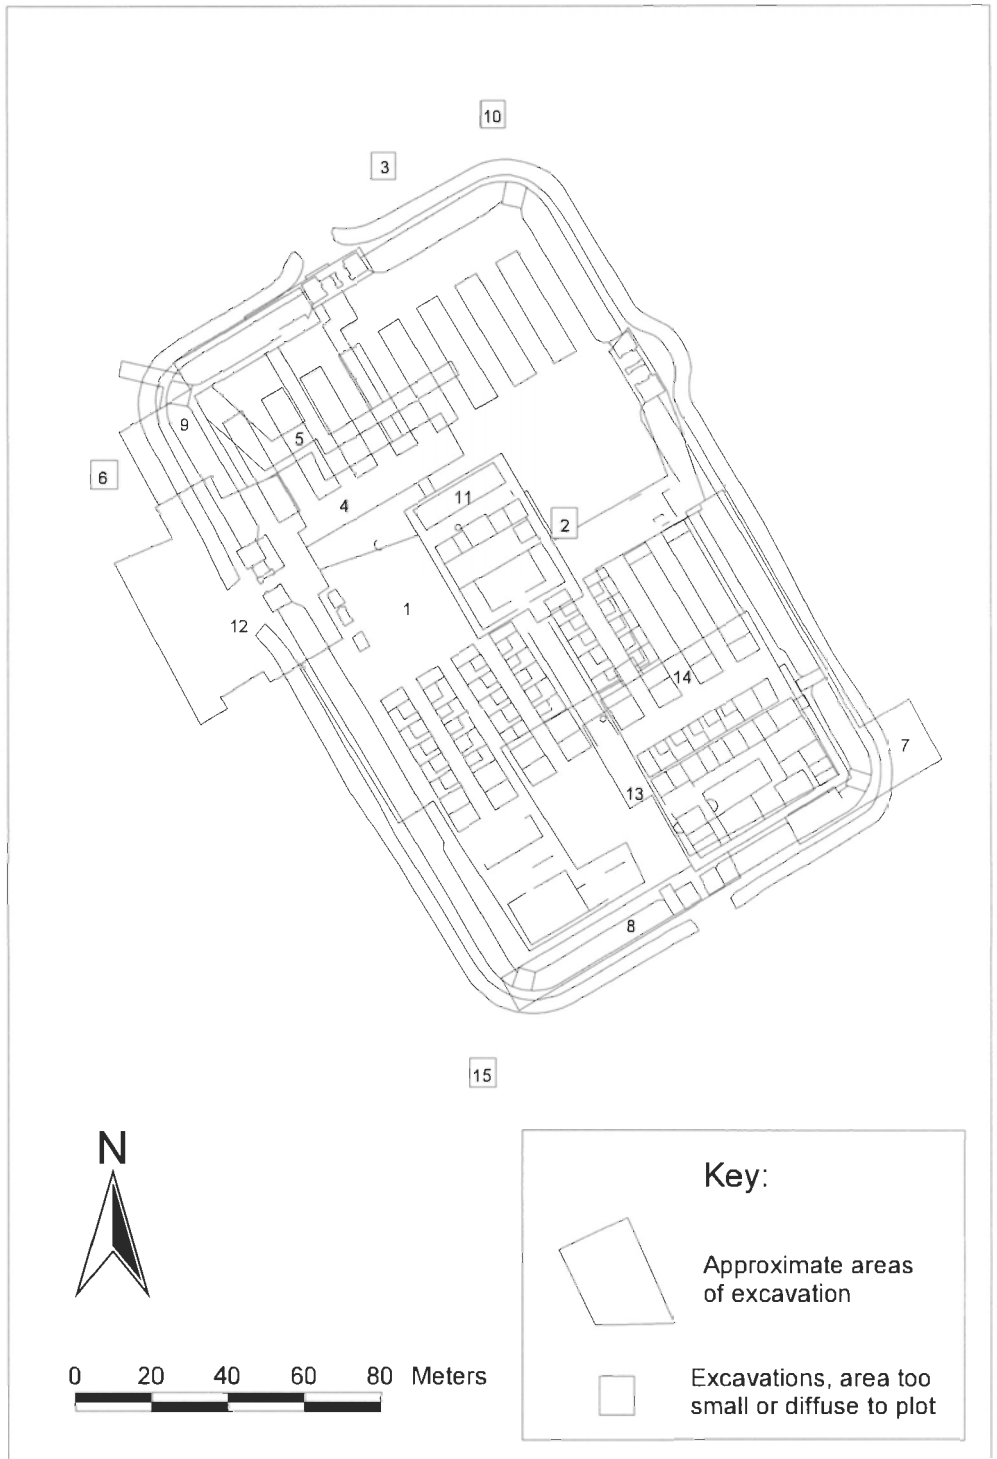 10
3
9
5
6
4
11
2
1
12
14
7
13
8
15
N
Key:
Approximate areas
of excavation
0 20 40 60 80 Meters
Excavations, area too
small or diffuse to plot